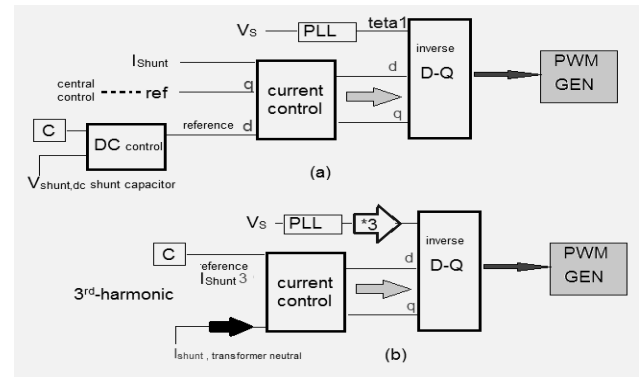 Vs PLL teta1
inverse
D-Q
PWM
GEN
IShunt
central
control ref
q
current
control
d
q
C
DC control
reference d
Vshunt,dc shunt capacitor
(a)
Vs PLL *3
inverse
D-Q
PWM
GEN
C
reference
IShunt 3
3rd-harmonic
current
control
d
q
Ishunt , transformer neutral
(b)